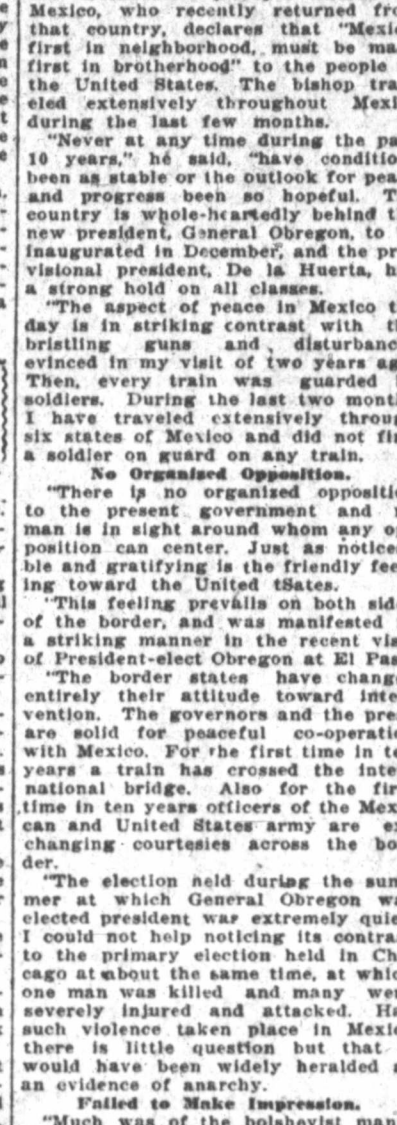 Mexico, who recently returned fro
that country, declares that "Mexi
first in neighborhood, must be ma
first in brotherhood" to the people
the United States. The bishop tra
eled extensively throughout Mexi
during the last few months.
"Never at any time during the pa
10 years," he said, "have conditio
been as stable or the outlook for pea
and progress been so hopeful. T
country is whole-heartedly behind t
new president, General Obregon, to
inaugurated in December, and the pr
visional president, De la Huerta, h
a strong hold on all classes.
"The aspect of peace in Mexico t
day is in striking contrast with t
bristling guns and disturbanc
evinced in my visit of two years ag
Then, every train was guarded
soldiers. During the last two mont
I have traveled extensively throug
six states of Mexico and did not fi
a soldier on guard on any train.
No Organized Opposition.
"There is no organized oppositi
to the present government and
man is in sight around whom any o
position can center. Just as notice
ble and gratifying is the friendly fee
ing toward the United tSates.
"This feeling prevails on both sid
of the border, and was manifested
a striking manner in the recent vis
of President-elect Obregon at El Pas
"The border states have chang
entirely their attitude toward inte
vention. The governors and the pre
are solid for peaceful co-operatio
with Mexico. For the first time in te
years a train has crossed the inte
national bridge. Also for the fir
time in ten years officers of the Mex
can and United States army are e
changing courtesies across the bo
der.
"The election held during the sum
mer at which General Obregon wa
elected president was extremely quie
I could not help noticing its contra
to the primary election held in Ch
cago at about the same time, at whic
one man was killed and many wer
severely injured and attacked. Ha
such violence taken place in Mexic
there is little question but that
would have been widely heralded a
an evidence of anarchy.
Failed to Make Impression.
"Much was of the bolshevist man